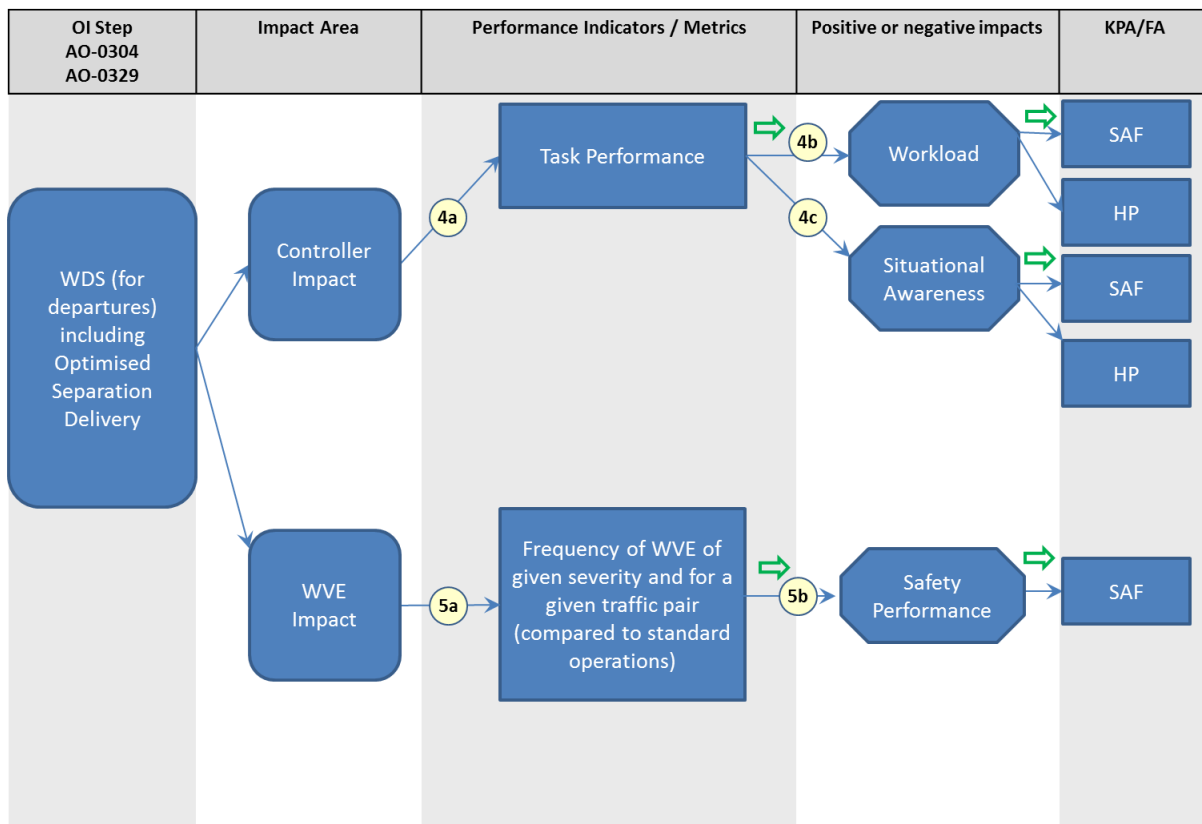 OI Step
AO-0304
AO-0329
Impact Area
Performance Indicators / Metrics
Positive or negative impacts
KPA/FA
WDS (for
departures)
including
Optimised
Separation
Delivery
Controller
Impact
4a
Task Performance
4b
Workload
SAF
HP
4c
Situational
Awareness
SAF
HP
WVE
Impact
5a
Frequency of WVE of
given severity and for a
given traffic pair
(compared to standard
operations)
5b
Safety
Performance
SAF